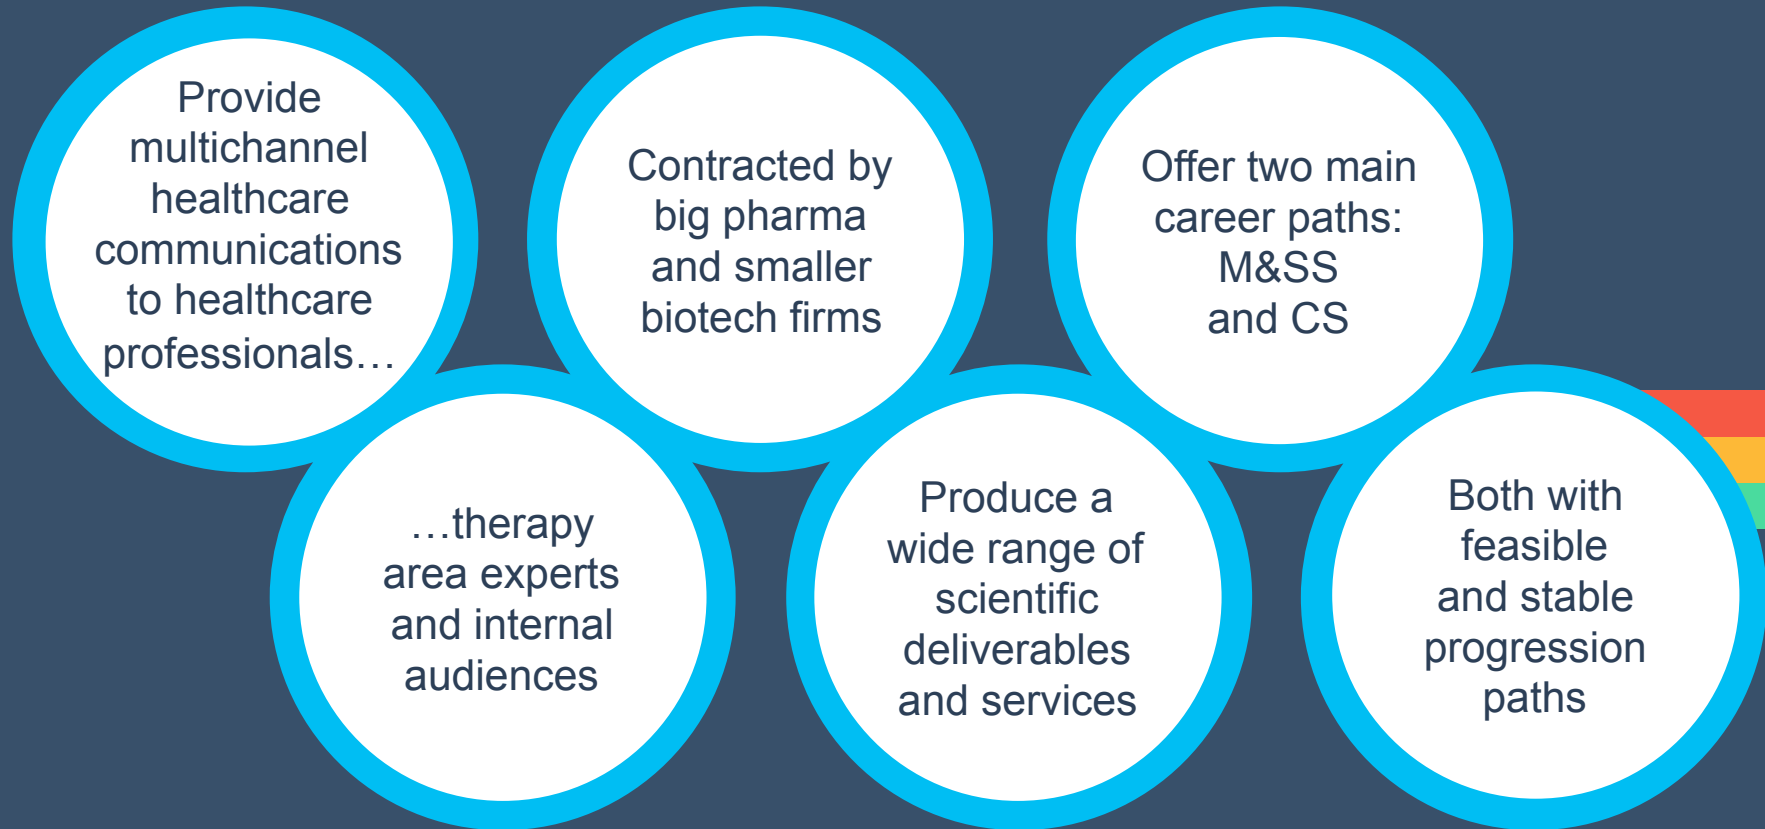 Provide
multichannel
healthcare
communications
to healthcare
professionals…
…therapy
area experts
and internal
audiences
Contracted by
big pharma
and smaller
biotech firms
Produce a
wide range of
scientific
deliverables
and services
Offer two main
career paths:
M&SS
and CS
Both with
feasible
and stable
progression
paths